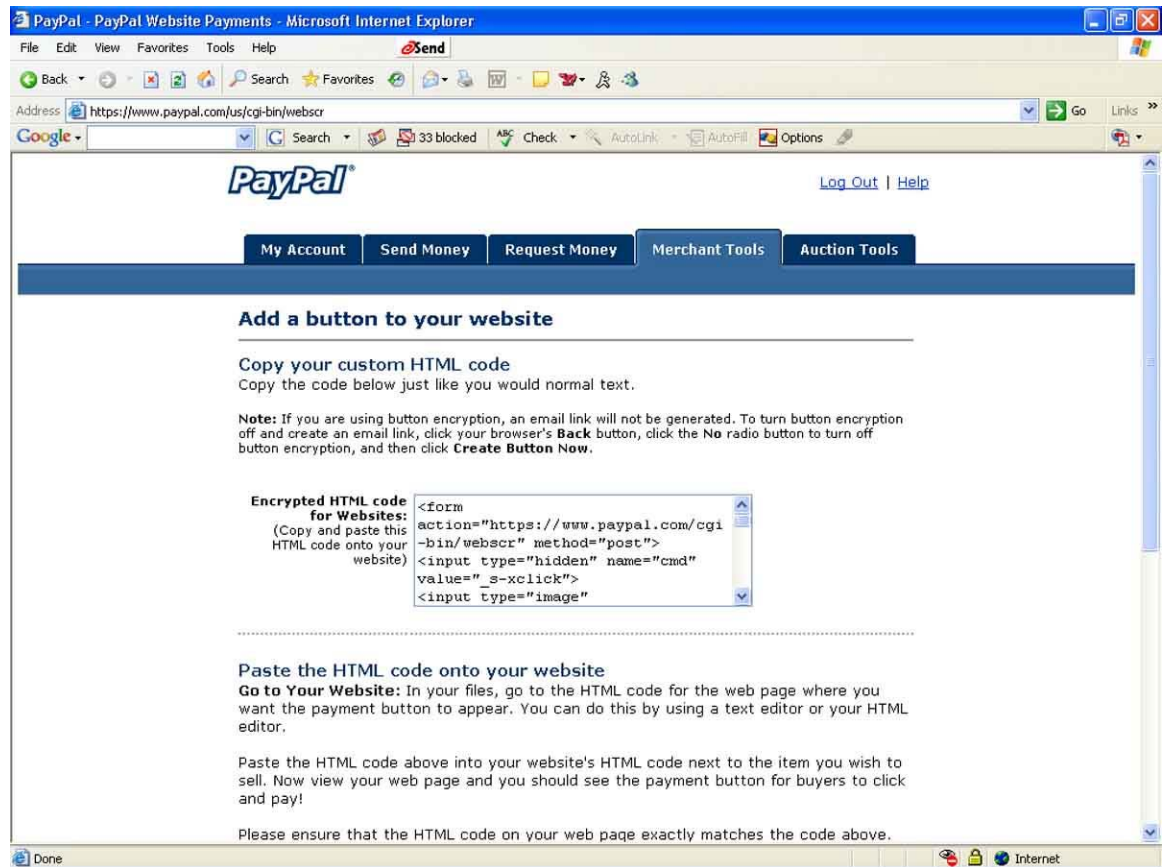 PayPal - PayPal Website Payments - Microsoft Internet Explorer
File Edit View Favorites Tools Help Send
Back Search Favorites
Address https://www.paypal.com/us/cgi-bin/webscr Go Links »
Google Search 33 blocked ABC Check AutoLink AutoFill Options
PayPal®
Log Out | Help
My Account Send Money Request Money Merchant Tools Auction Tools
Add a button to your website
Copy your custom HTML code
Copy the code below just like you would normal text.
Note: If you are using button encryption, an email link will not be generated. To turn button encryption
off and create an email link, click your browser's Back button, click the No radio button to turn off
button encryption, and then click Create Button Now.
Encrypted HTML code
for Websites:
(Copy and paste this
HTML code onto your
website)
<form
action="https://www.paypal.com/cgi
-bin/webscr" method="post">
<input type="hidden" name="cmd"
value="_s-xclick">
<input type="image"
Paste the HTML code onto your website
Go to Your Website: In your files, go to the HTML code for the web page where you
want the payment button to appear. You can do this by using a text editor or your HTML
editor.
Paste the HTML code above into your website's HTML code next to the item you wish to
sell. Now view your web page and you should see the payment button for buyers to click
and pay!
Please ensure that the HTML code on your web page exactly matches the code above.
Done Internet